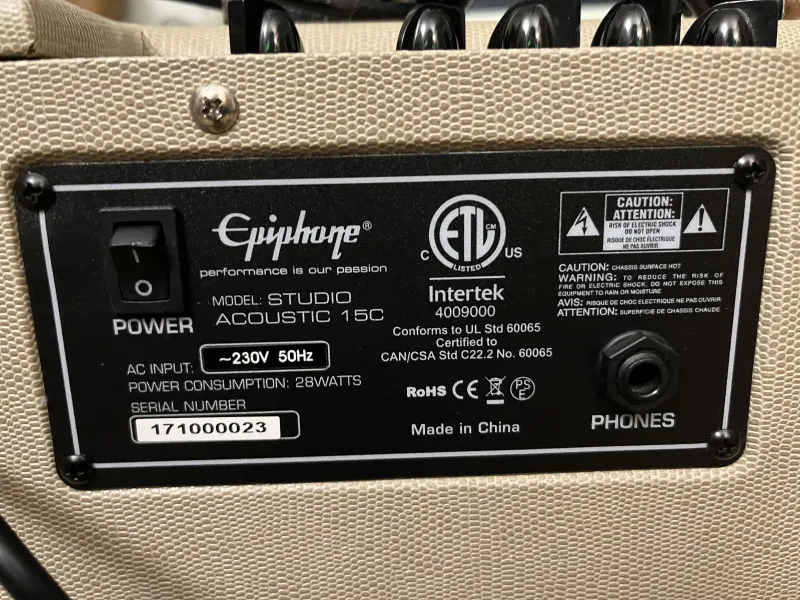 Epiphone®
performance is our passion
MODEL: STUDIO
ACOUSTIC 15C
O
POWER
AC INPUT: ~230V 50Hz
POWER CONSUMPTION: 28WATTS
SERIAL NUMBER
171000023
ETL CM
C US
LISTED
Intertek
4009000
Conforms to UL Std 60065
Certified to
CAN/CSA Std C22.2 No. 60065
RoHS CE PSE
Made in China
CAUTION:
ATTENTION:
RISK OF ELECTRIC SHOCK
DO NOT OPEN
RISQUE DE CHOC ÉLECTRIQUE
NE PAS OUVRIR
CAUTION: CHASSIS SURFACE HOT
WARNING: TO REDUCE THE RISK OF
FIRE OR ELECTRIC SHOCK, DO NOT EXPOSE THIS
EQUIPMENT TO RAIN OR MOISTURE
AVIS: RISQUE DE CHOC ELECTRIQUE NE PAS OUVRIR
ATTENTION: SUPERFICIE DE CHASSIS CHAUDE
PHONES